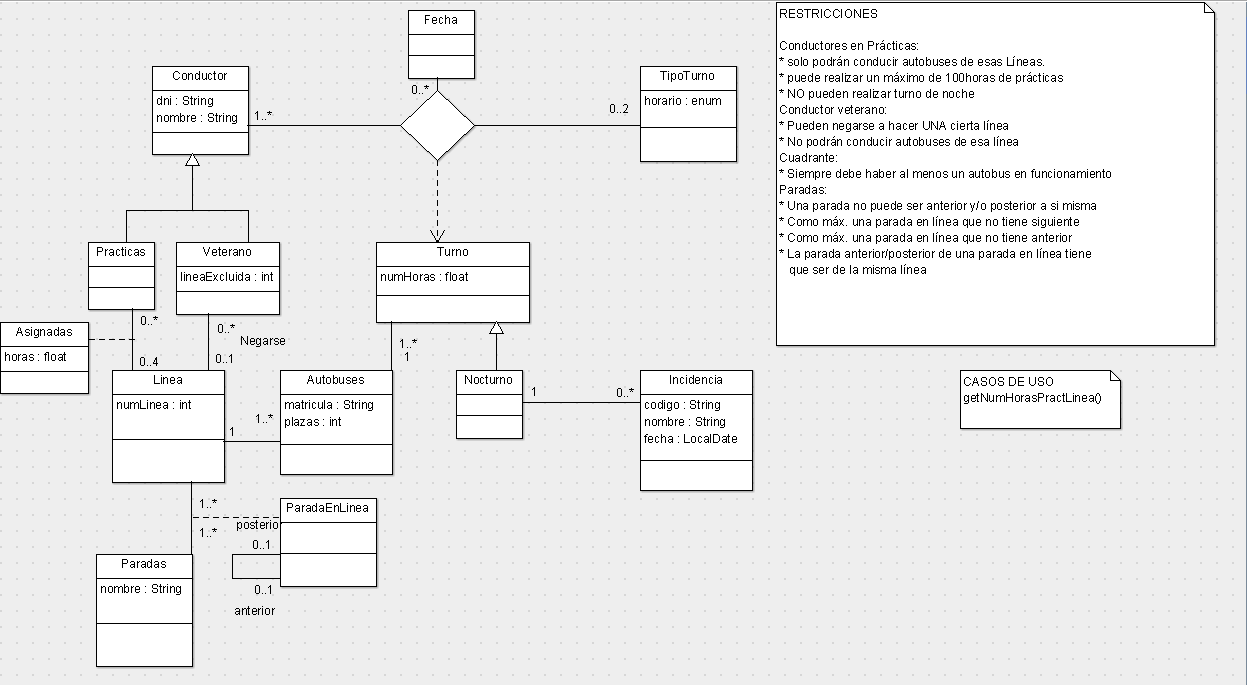 Fecha
0..*
Conductor
dni : String
nombre : String
1..*
0..2
TipoTurno
horario : enum
Practicas
Veterano
lineaExcluida : int
Turno
numHoras : float
Asignadas
horas : float
0..*
0..4
0..*
Negarse
0..1
1..*
1
Linea
numLinea : int
1
1..*
Autobuses
matricula : String
plazas : int
Nocturno
1
0..*
Incidencia
codigo : String
nombre : String
fecha : LocalDate
1..*
1..*
ParadaEnLinea
posterio
0..1
0..1
anterior
Paradas
nombre : String
RESTRICCIONES
Conductores en Prácticas:
* solo podrán conducir autobuses de esas Líneas.
* puede realizar un máximo de 100horas de prácticas
* NO pueden realizar turno de noche
Conductor veterano:
* Pueden negarse a hacer UNA cierta línea
* No podrán conducir autobuses de esa línea
Cuadrante:
* Siempre debe haber al menos un autobus en funcionamiento
Paradas:
* Una parada no puede ser anterior y/o posterior a si misma
* Como máx. una parada en línea que no tiene siguiente
* Como máx. una parada en línea que no tiene anterior
* La parada anterior/posterior de una parada en línea tiene
que ser de la misma línea
CASOS DE USO
getNumHorasPractLinea()